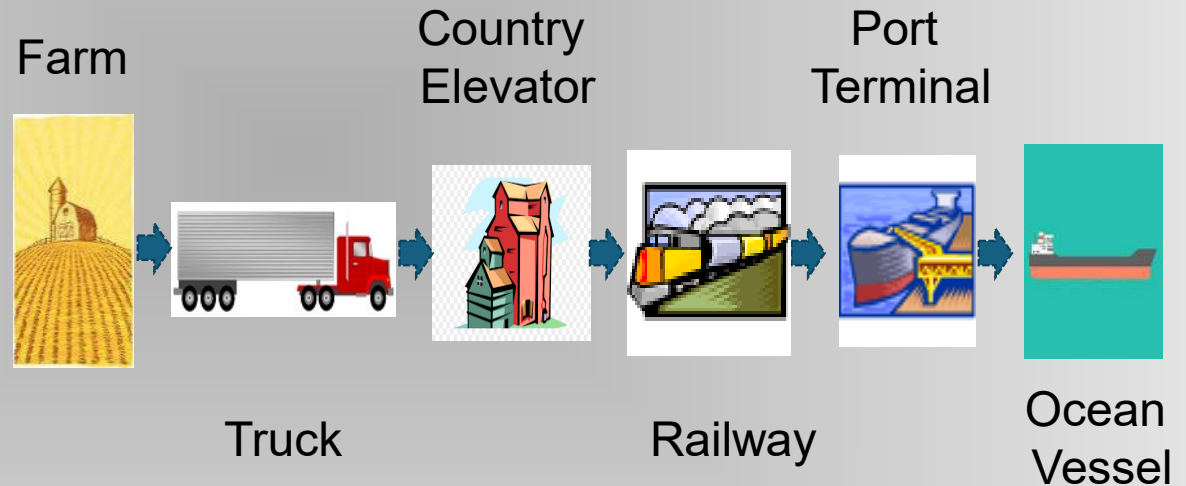 Farm
Country
Elevator
Port
Terminal
Truck
Railway
Ocean
Vessel